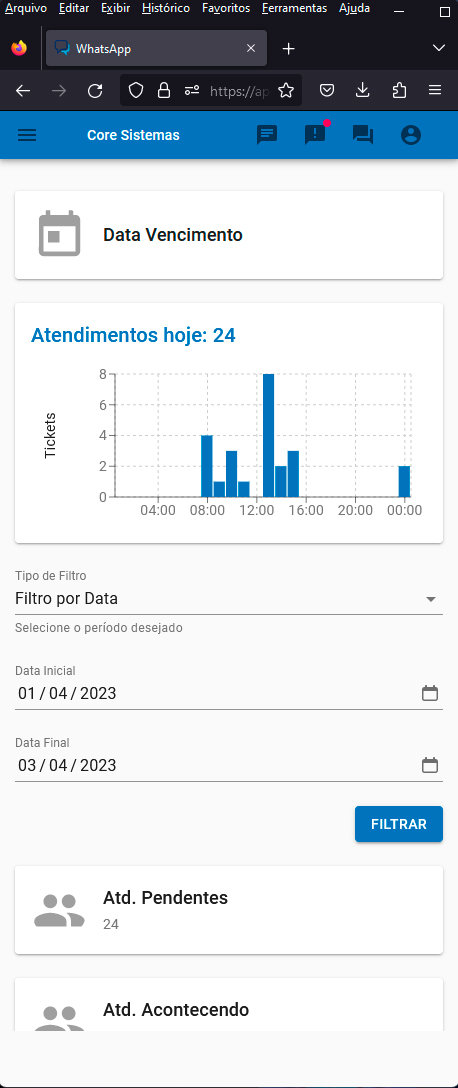 Arquivo Editar Exibir Histórico Favoritos Ferramentas Ajuda
WhatsApp
https://ap
Core Sistemas
Data Vencimento
Atendimentos hoje: 24
Tickets
8
6
4
2
0
04:00 08:00 12:00 16:00 20:00 00:00
Tipo de Filtro
Filtro por Data
Selecione o período desejado
Data Inicial
01 / 04 / 2023
Data Final
03 / 04 / 2023
FILTRAR
Atd. Pendentes
24
Atd. Acontecendo